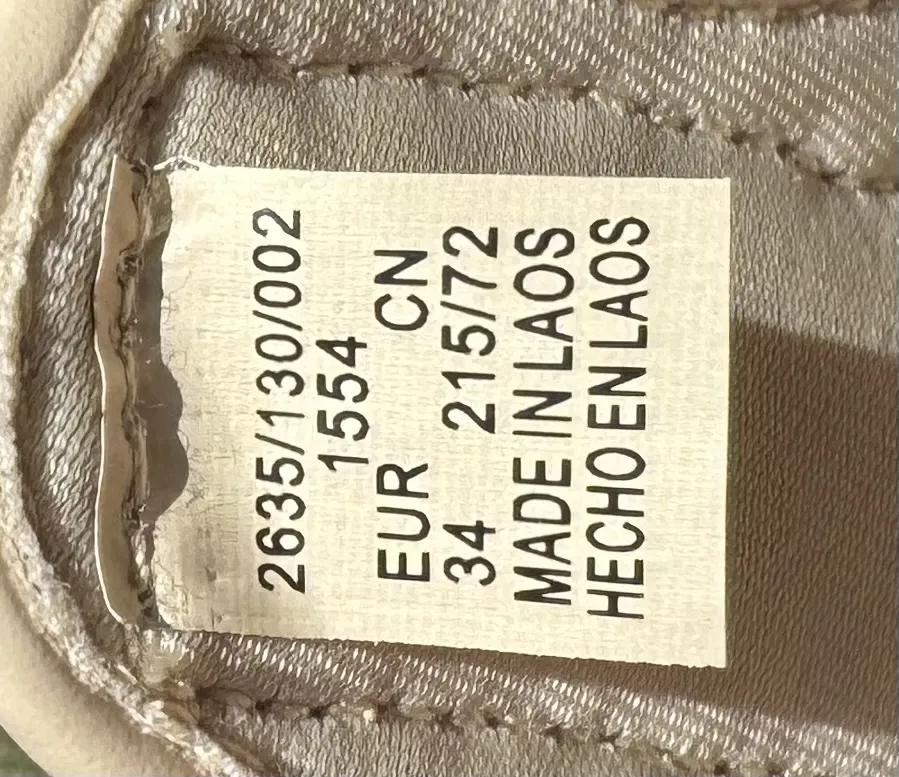 2635/130/002
1554
EUR CN
34 215/72
MADE IN LAOS
HECHO EN LAOS